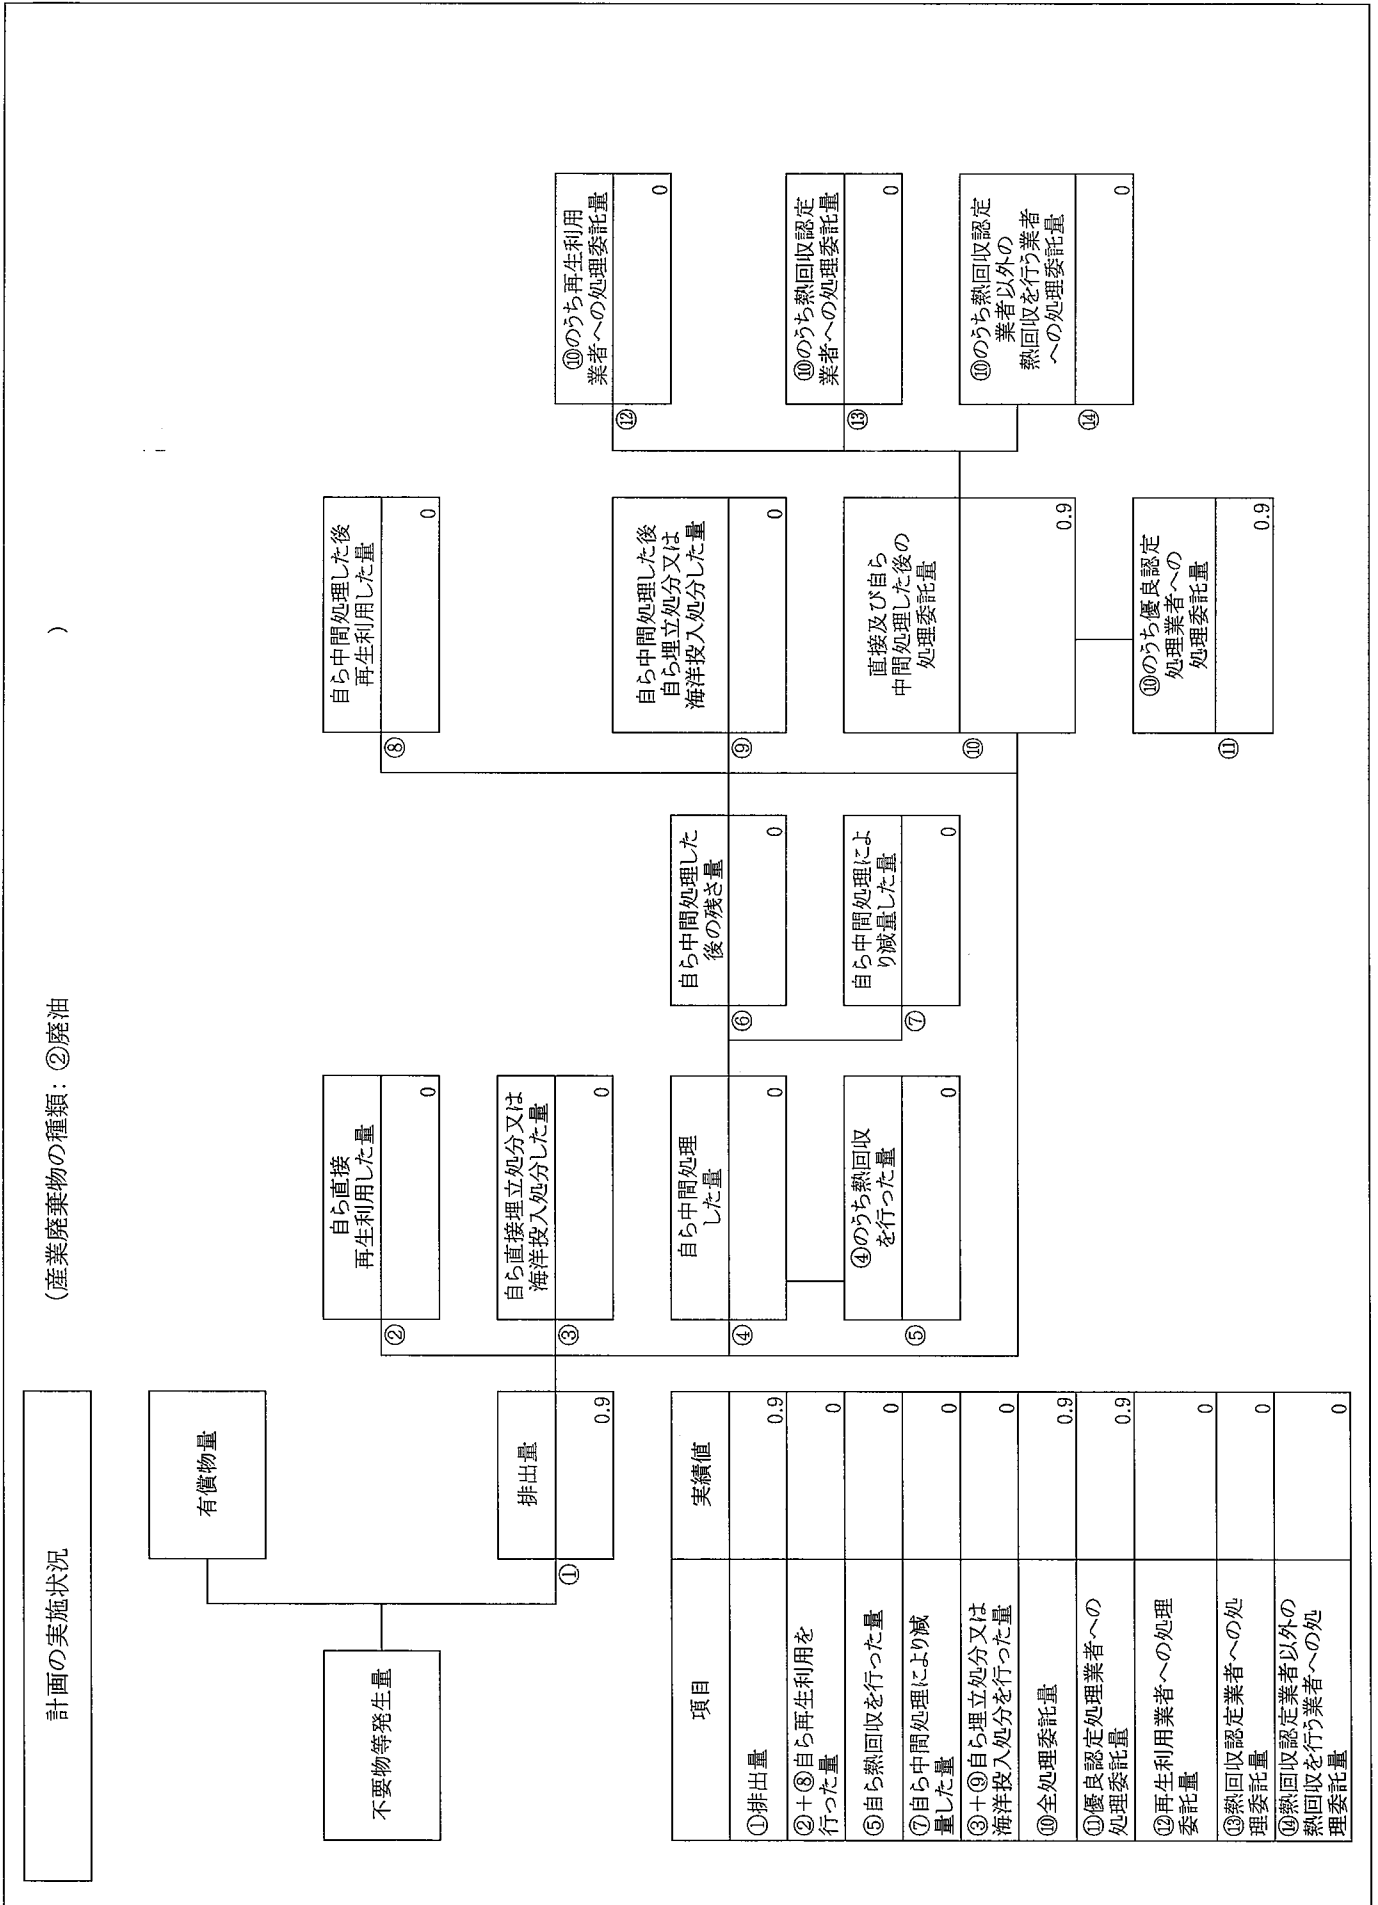 計画の実施状況
(産業廃棄物の種類：②廃油　　　　　)
不要物等発生量
有償物量
排出量
①
0.9
自ら直接
再生利用した量
②
0
自ら直接埋立処分又は
海洋投入処分した量
③
0
自ら中間処理
した量
④
0
④のうち熱回収
を行った量
⑤
0
自ら中間処理した
後の残さ量
⑥
0
自ら中間処理によ
り減量した量
⑦
0
自ら中間処理した後
再生利用した量
⑧
0
自ら中間処理した後
自ら埋立処分又は
海洋投入処分した量
⑨
0
直接及び自ら
中間処理した後の
処理委託量
⑩
0.9
⑩のうち優良認定
処理業者への
処理委託量
⑪
0.9
⑩のうち再生利用
業者への処理委託量
⑫
0
⑩のうち熱回収認定
業者への処理委託量
⑬
0
⑩のうち熱回収認定
業者以外の
熱回収を行う業者
への処理委託量
⑭
0
項目　実績値
①排出量　0.9
②＋⑧自ら再生利用を
行った量　0
⑤自ら熱回収を行った量　0
⑦自ら中間処理により減
量した量　0
③＋⑨自ら埋立処分又は
海洋投入処分を行った量　0
⑩全処理委託量　0.9
⑪優良認定処理業者への
処理委託量　0.9
⑫再生利用業者への処理
委託量　0
⑬熱回収認定業者への処
理委託量　0
⑭熱回収認定業者以外の
熱回収を行う業者への処
理委託量　0